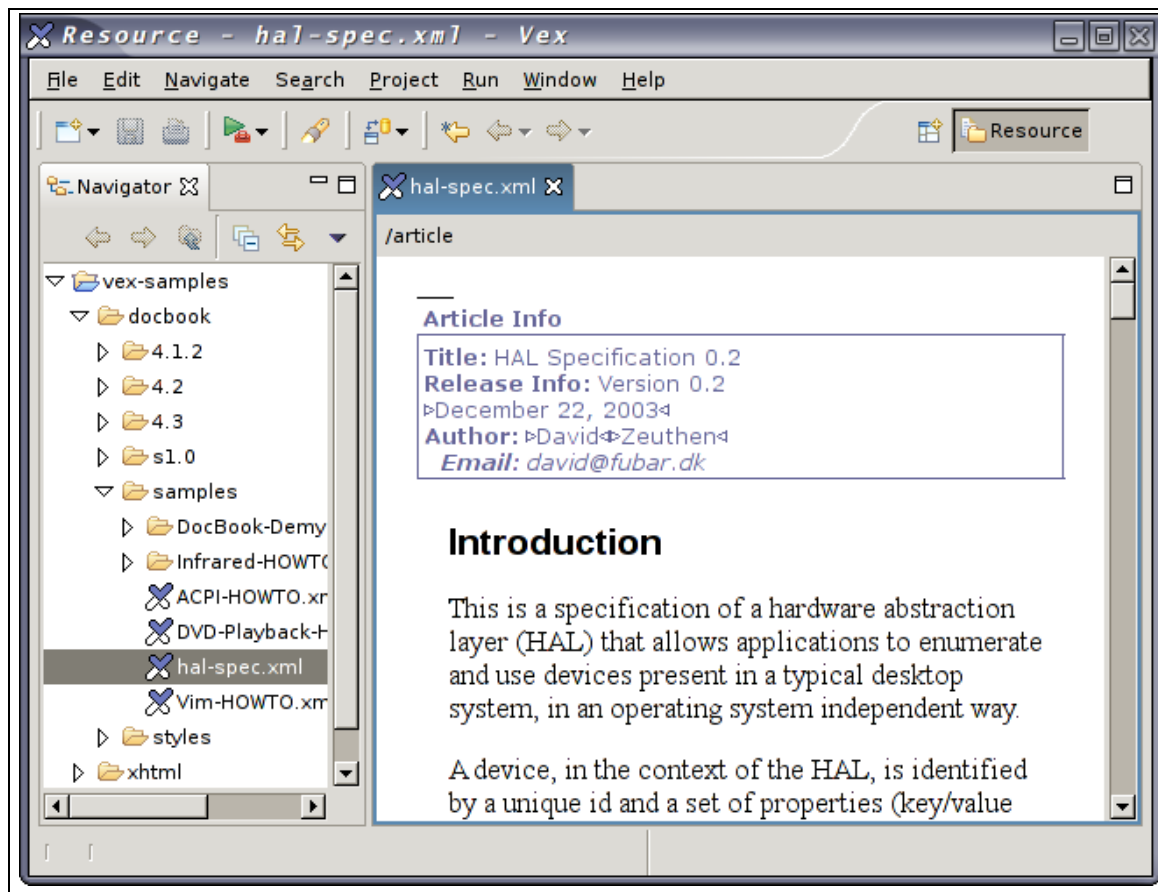 Resource - hal-spec.xml - Vex
File Edit Navigate Search Project Run Window Help
Resource
Navigator
hal-spec.xml
/article
vex-samples
docbook
4.1.2
4.2
4.3
s1.0
samples
DocBook-Demy
Infrared-HOWTO
ACPI-HOWTO.xm
DVD-Playback-H
hal-spec.xml
Vim-HOWTO.xm
styles
xhtml
Article Info
Title: HAL Specification 0.2
Release Info: Version 0.2
December 22, 2003
Author: David Zeuthen
Email: david@fubar.dk
Introduction
This is a specification of a hardware abstraction
layer (HAL) that allows applications to enumerate
and use devices present in a typical desktop
system, in an operating system independent way.
A device, in the context of the HAL, is identified
by a unique id and a set of properties (key/value